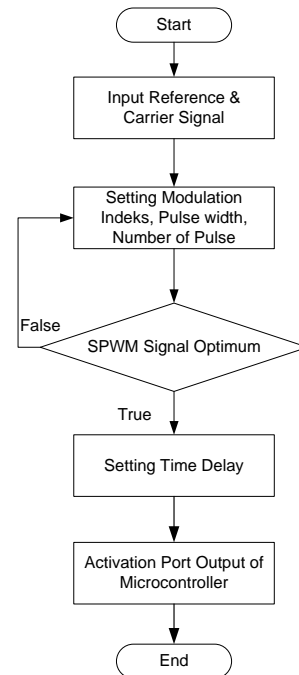 Start
Input Reference &
Carrier Signal
Setting Modulation
Indeks, Pulse width,
Number of Pulse
False
SPWM Signal Optimum
True
Setting Time Delay
Activation Port Output of
Microcontroller
End